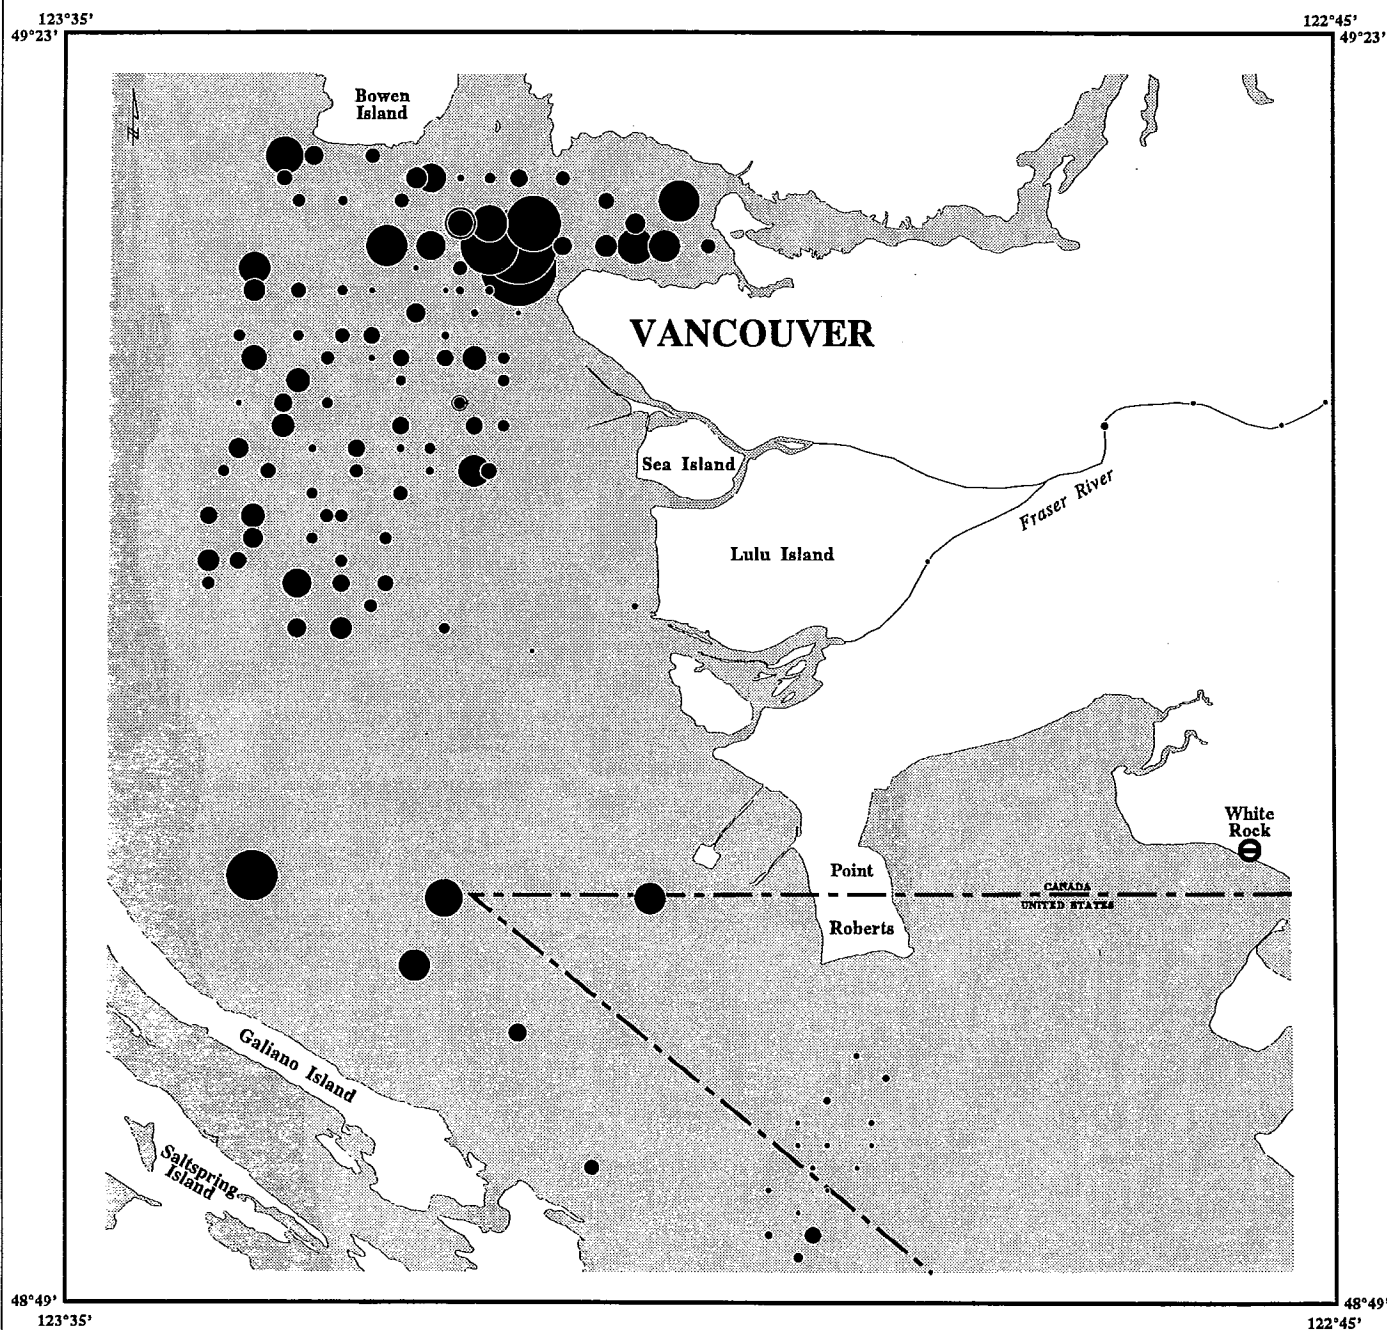 123°35'
122°45'
49°23'
49°23'
Bowen
Island
N
VANCOUVER
Sea Island
Fraser River
Lulu Island
White
Rock
Point
CANADA
UNITED STATES
Roberts
Galiano Island
Saltspring
Island
48°49'
48°49'
123°35'
122°45'